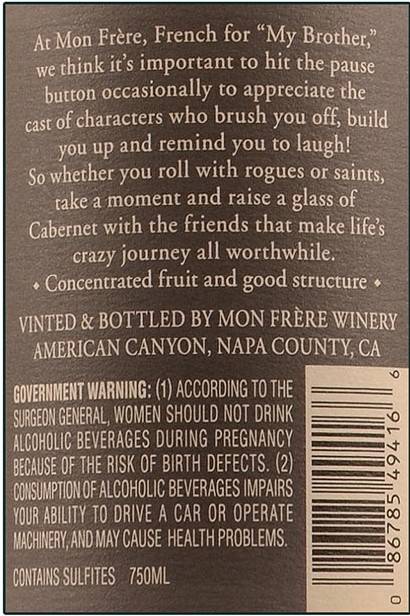 At Mon Frère, French for “My Brother,”
we think it’s important to hit the pause
button occasionally to appreciate the
cast of characters who brush you off, build
you up and remind you to laugh!
So whether you roll with rogues or saints,
take a moment and raise a glass of
Cabernet with the friends that make life’s
crazy journey all worthwhile.
• Concentrated fruit and good structure •
VINTED & BOTTLED BY MON FRÈRE WINERY
AMERICAN CANYON, NAPA COUNTY, CA
GOVERNMENT WARNING: (1) ACCORDING TO THE
SURGEON GENERAL, WOMEN SHOULD NOT DRINK
ALCOHOLIC BEVERAGES DURING PREGNANCY
BECAUSE OF THE RISK OF BIRTH DEFECTS. (2)
CONSUMPTION OF ALCOHOLIC BEVERAGES IMPAIRS
YOUR ABILITY TO DRIVE A CAR OR OPERATE
MACHINERY, AND MAY CAUSE HEALTH PROBLEMS.
CONTAINS SULFITES 750ML
0 86785 49416 6